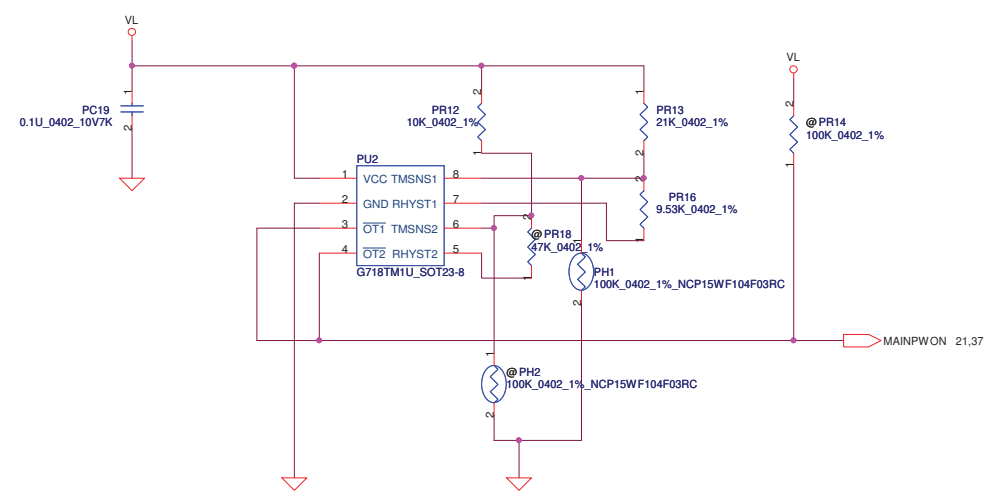 VL
VL
PC19
0.1U_0402_10V7K
1
2
PR12
10K_0402_1%
2
1
PR13
21K_0402_1%
1
2
@PR14
100K_0402_1%
2
1
PU2
1 VCC TMSNS1 8
2 GND RHYST1 7
3 OT1 TMSNS2 6
4 OT2 RHYST2 5
G718TM1U_SOT23-8
PR16
9.53K_0402_1%
2
1
@PR18
47K_0402_1%
2
1
PH1
100K_0402_1%_NCP15WF104F03RC
1
2
MAINPWON 21,37
@PH2
100K_0402_1%_NCP15WF104F03RC
1
2